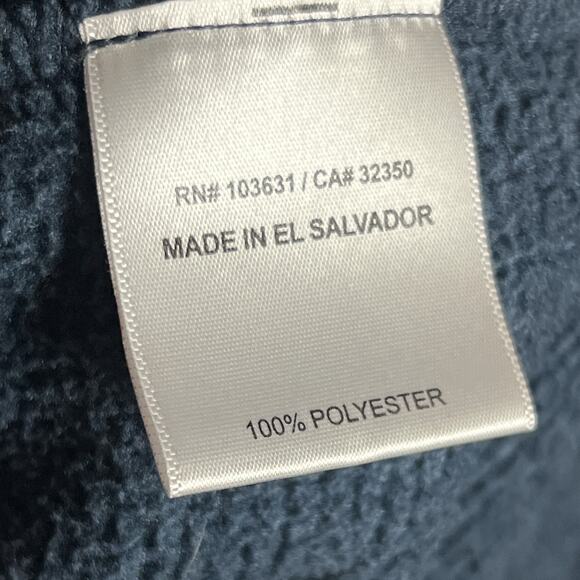 RN# 103631 / CA# 32350
MADE IN EL SALVADOR
100% POLYESTER